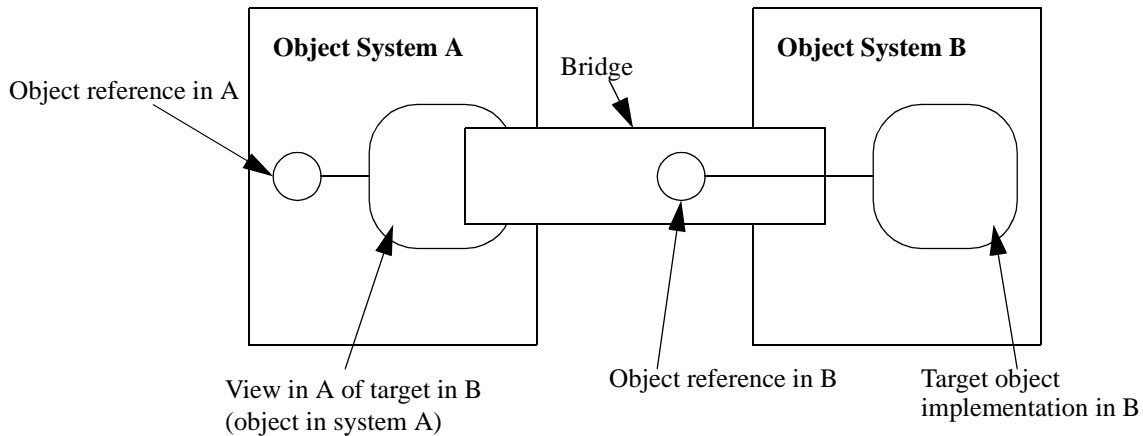 Object System A
Object System B
Bridge
Object reference in A
View in A of target in B
(object in system A)
Object reference in B
Target object
implementation in B